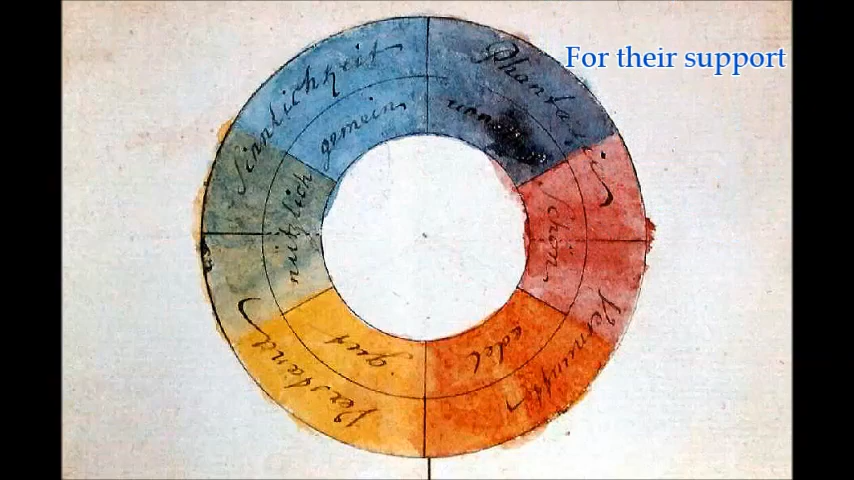 For their support
Phantasie
Sinnlichkeit
gemein
schön
nützlich
edel
gut
Vernunft
Verstand